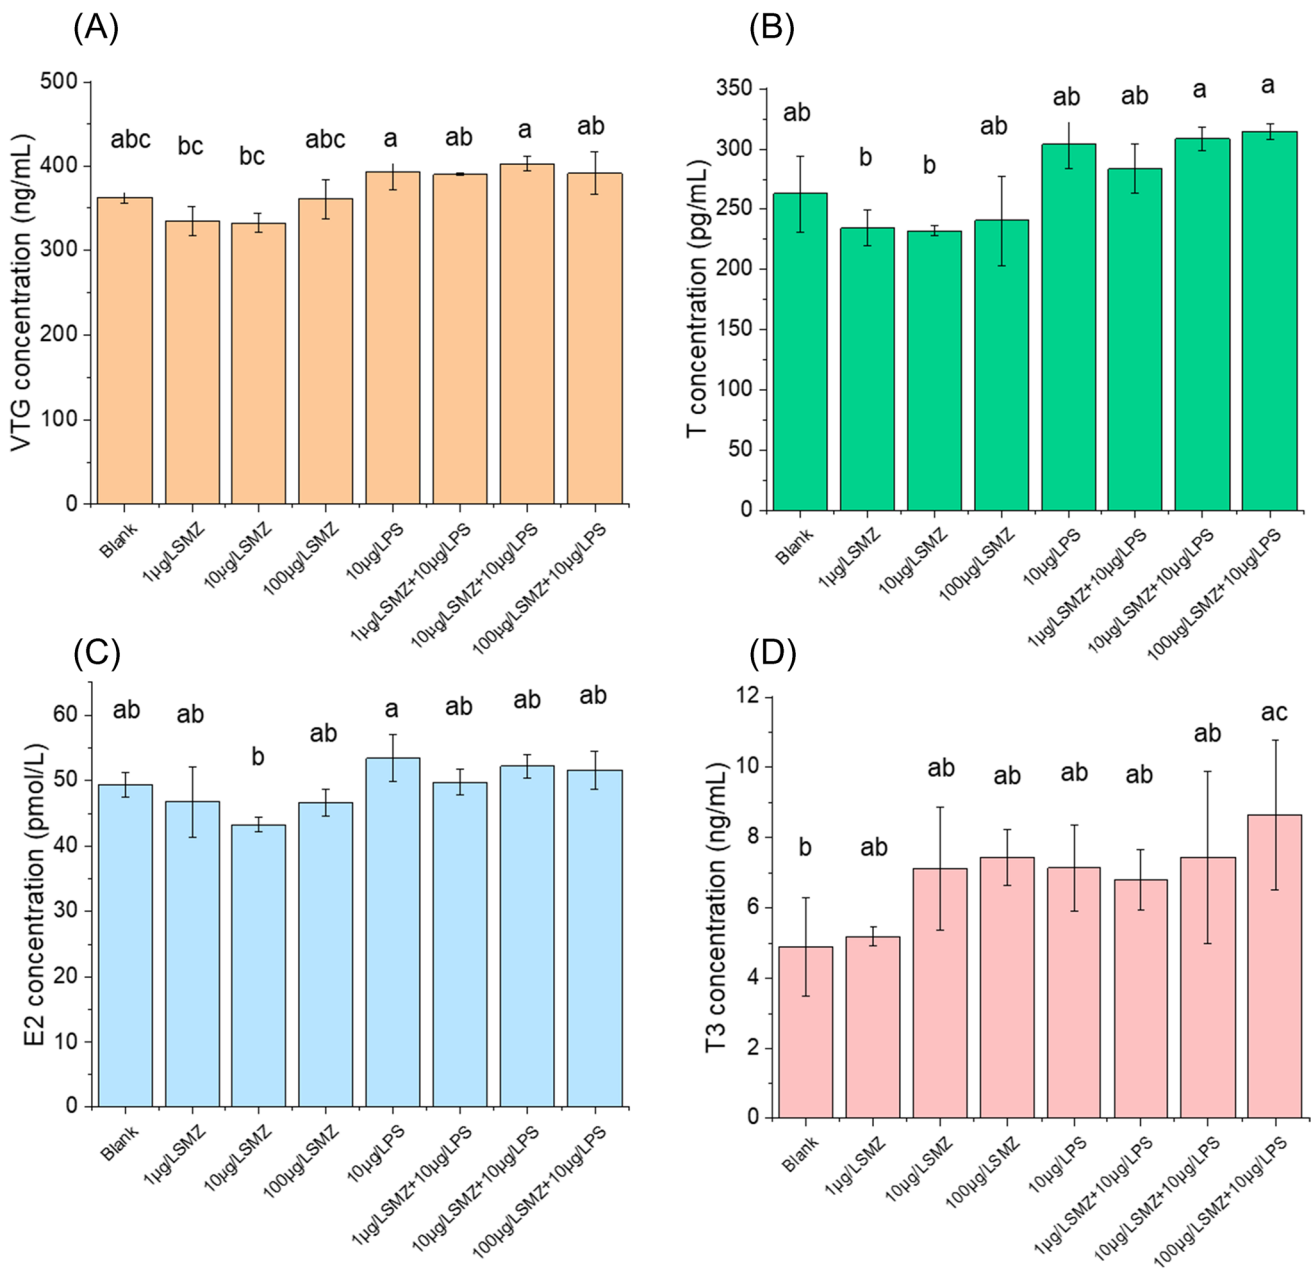 (A)
VTG concentration (ng/mL)
500
400
300
200
100
0
abc
bc
bc
abc
a
ab
a
ab
Blank
1µg/LSMZ
10µg/LSMZ
100µg/LSMZ
10µg/LPS
1µg/LSMZ+10µg/LPS
10µg/LSMZ+10µg/LPS
100µg/LSMZ+10µg/LPS
(B)
T concentration (pg/mL)
350
300
250
200
150
100
50
0
ab
b
b
ab
ab
ab
a
a
Blank
1µg/LSMZ
10µg/LSMZ
100µg/LSMZ
10µg/LPS
1µg/LSMZ+10µg/LPS
10µg/LSMZ+10µg/LPS
100µg/LSMZ+10µg/LPS
(C)
E2 concentration (pmol/L)
60
50
40
30
20
10
0
ab
ab
b
ab
a
ab
ab
ab
Blank
1µg/LSMZ
10µg/LSMZ
100µg/LSMZ
10µg/LPS
1µg/LSMZ+10µg/LPS
10µg/LSMZ+10µg/LPS
100µg/LSMZ+10µg/LPS
(D)
T3 concentration (ng/mL)
12
10
8
6
4
2
0
b
ab
ab
ab
ab
ab
ab
ac
Blank
1µg/LSMZ
10µg/LSMZ
100µg/LSMZ
10µg/LPS
1µg/LSMZ+10µg/LPS
10µg/LSMZ+10µg/LPS
100µg/LSMZ+10µg/LPS